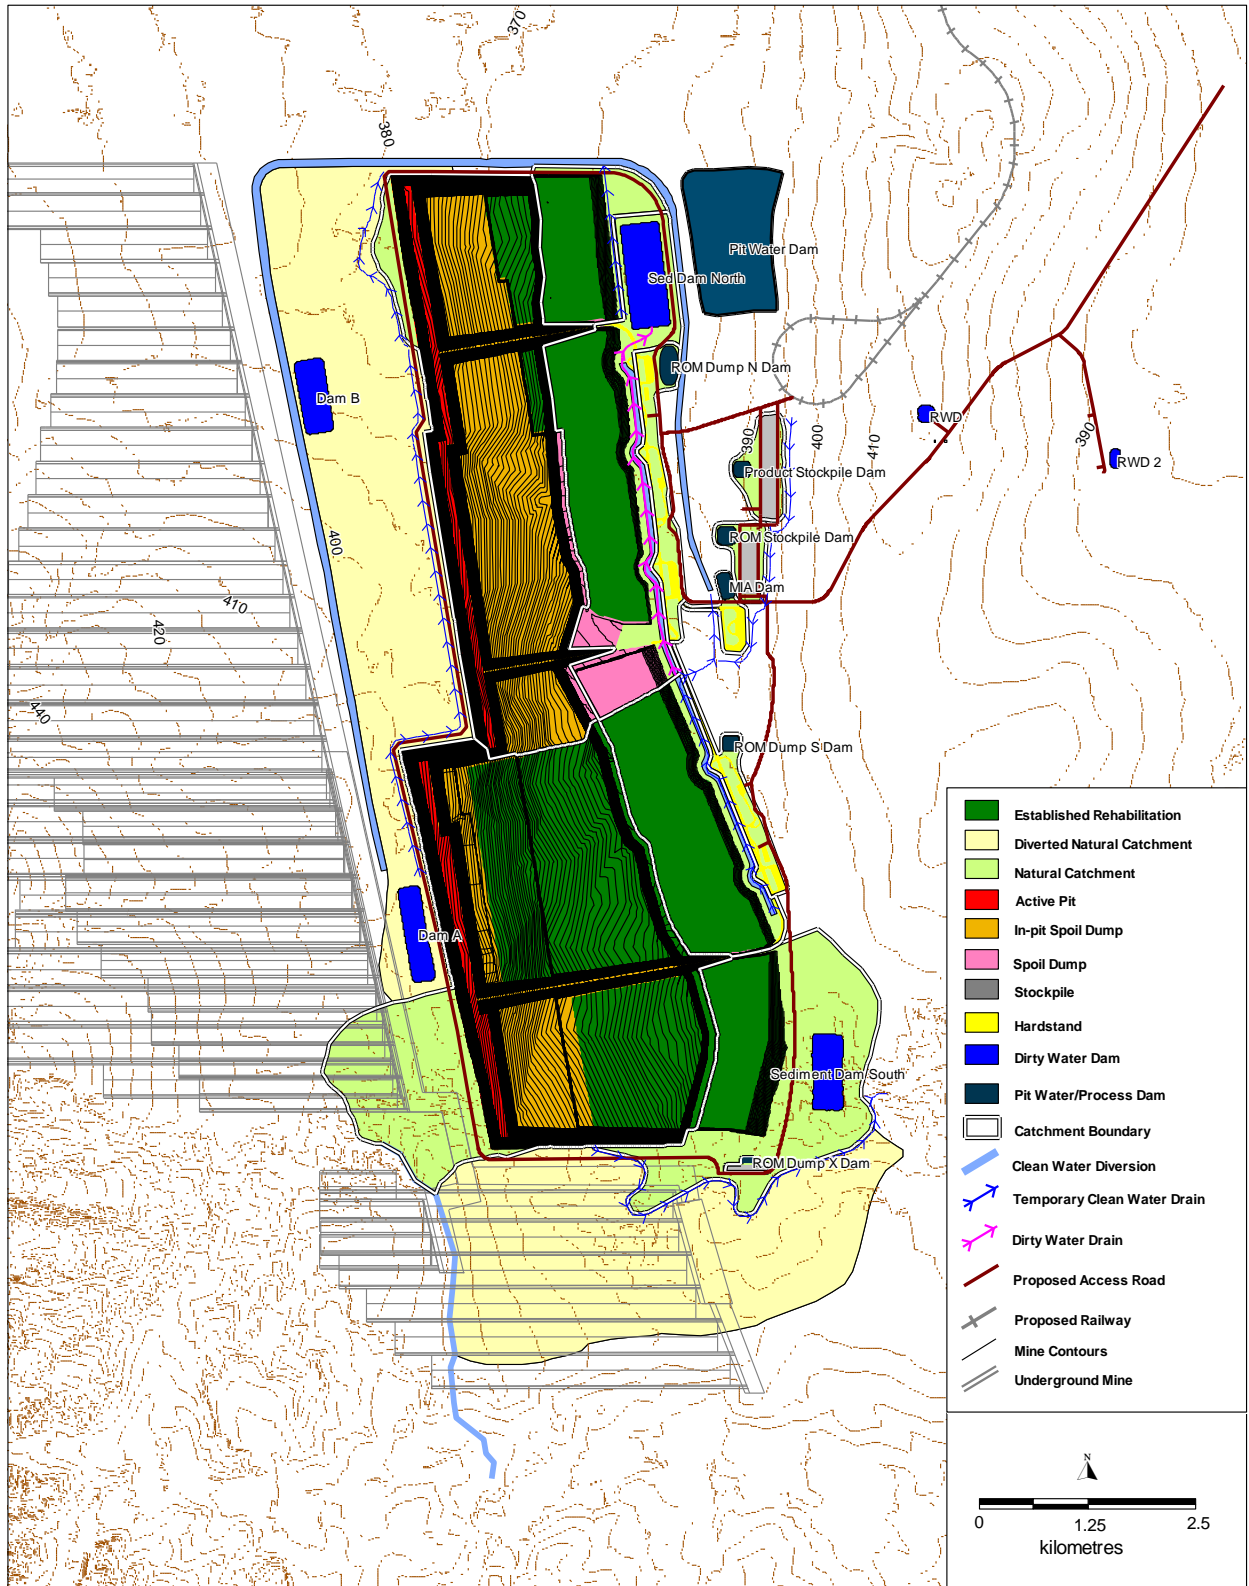 370
380
Pit Water Dam
Sed Dam North
ROM Dump N Dam
Dam B
RWD
390
400
410
390
RWD 2
Product Stockpile Dam
ROM Stockpile Dam
400
MIA Dam
410
420
440
ROM Dump S Dam
Dam A
Sediment Dam South
ROM Dump X Dam
Established Rehabilitation
Diverted Natural Catchment
Natural Catchment
Active Pit
In-pit Spoil Dump
Spoil Dump
Stockpile
Hardstand
Dirty Water Dam
Pit Water/Process Dam
Catchment Boundary
Clean Water Diversion
Temporary Clean Water Drain
Dirty Water Drain
Proposed Access Road
Proposed Railway
Mine Contours
Underground Mine
N
0 1.25 2.5
kilometres